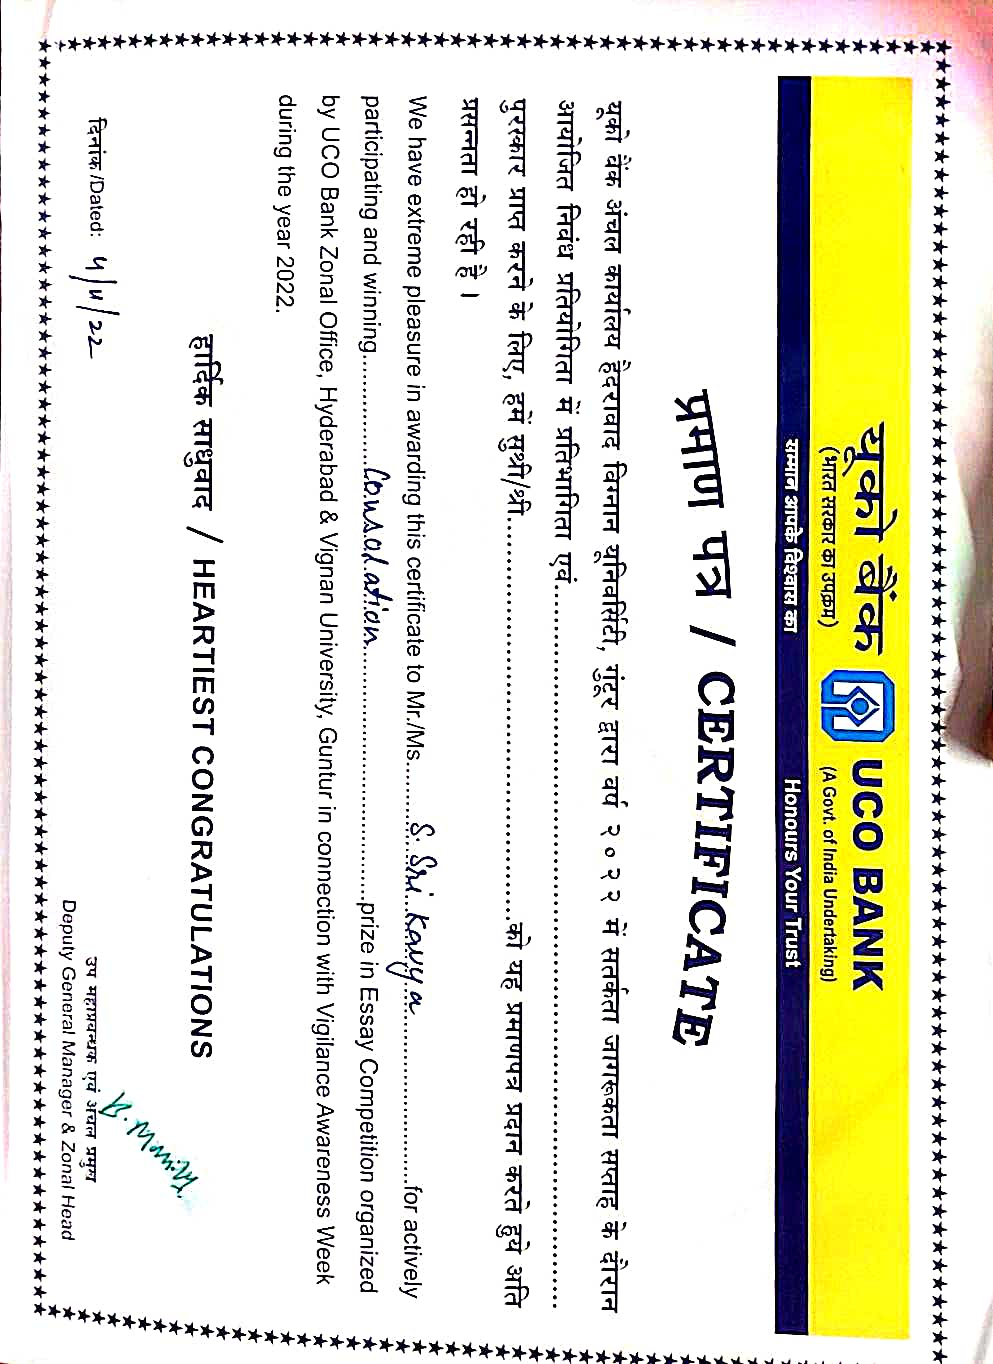 यूको बैंक UCO BANK
(भारत सरकार का उपक्रम) (A Govt. of India Undertaking)
सम्मान आपके विश्वास का Honours Your Trust
प्रमाण पत्र / CERTIFICATE
यूको बैंक अंचल कार्यालय हैदराबाद विगनान यूनिवर्सिटी, गुंटूर द्वारा वर्ष २०२२ में सतर्कता जागरूकता सप्ताह के दौरान
आयोजित निबंध प्रतियोगिता में प्रतिभागिता एवं..........................................................................
पुरस्कार प्राप्त करने के लिए, हमें सुश्री/श्री.......................................................को यह प्रमाणपत्र प्रदान करते हुये अति
प्रसन्नता हो रही है ।
We have extreme pleasure in awarding this certificate to Mr./Ms..........S. Sri Kavya.............................for actively
participating and winning...................Consolation..........................................prize in Essay Competition organized
by UCO Bank Zonal Office, Hyderabad & Vignan University, Guntur in connection with Vigilance Awareness Week
during the year 2022.
हार्दिक साधुवाद / HEARTIEST CONGRATULATIONS
दिनांक /Dated: 4/11/22
उप महाप्रबन्धक एवं अंचल प्रमुख
Deputy General Manager & Zonal Head